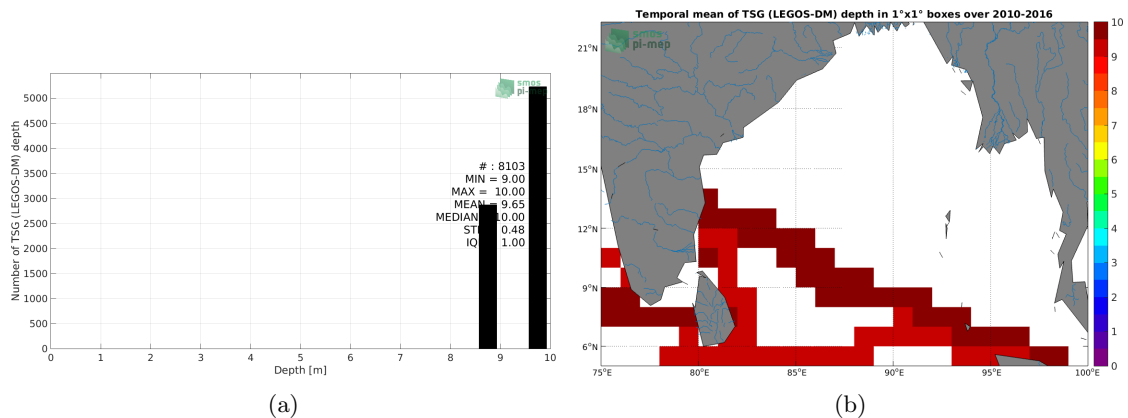 smos
pi-mep
Number of TSG (LEGOS-DM) depth
5000
4500
4000
3500
3000
2500
2000
1500
1000
500
0
# : 8103
MIN = 9.00
MAX = 10.00
MEAN = 9.65
MEDIAN 10.00
ST 0.48
IQ 1.00
0 1 2 3 4 5 6 7 8 9 10
Depth [m]
(a)
Temporal mean of TSG (LEGOS-DM) depth in 1°x1° boxes over 2010-2016
smos
pi-mep
21°N
18°N
15°N
12°N
9°N
6°N
75°E 80°E 85°E 90°E 95°E 100°E
10
9
8
7
6
5
4
3
2
1
0
(b)